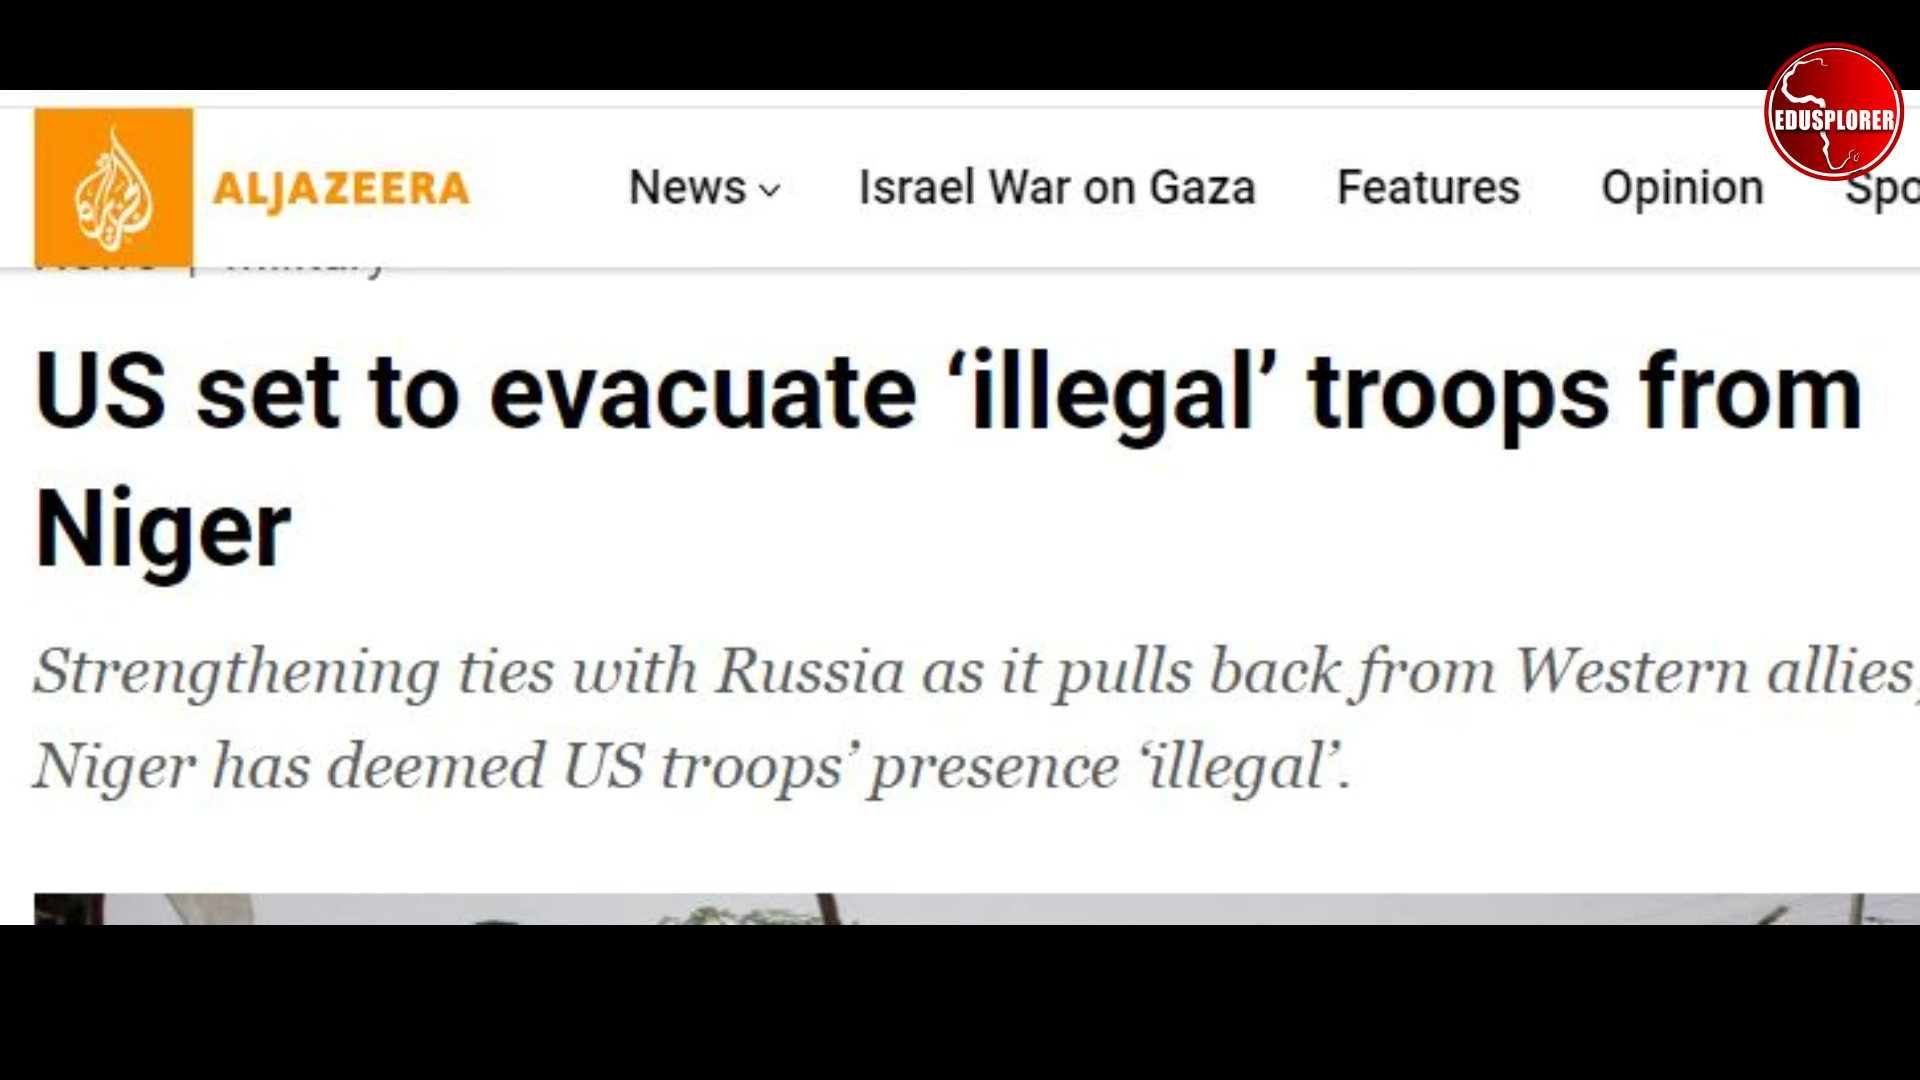 EDUSPLORER
ALJAZEERA News Israel War on Gaza Features Opinion Spo
US set to evacuate ‘illegal’ troops from
Niger
Strengthening ties with Russia as it pulls back from Western allies,
Niger has deemed US troops’ presence ‘illegal’.